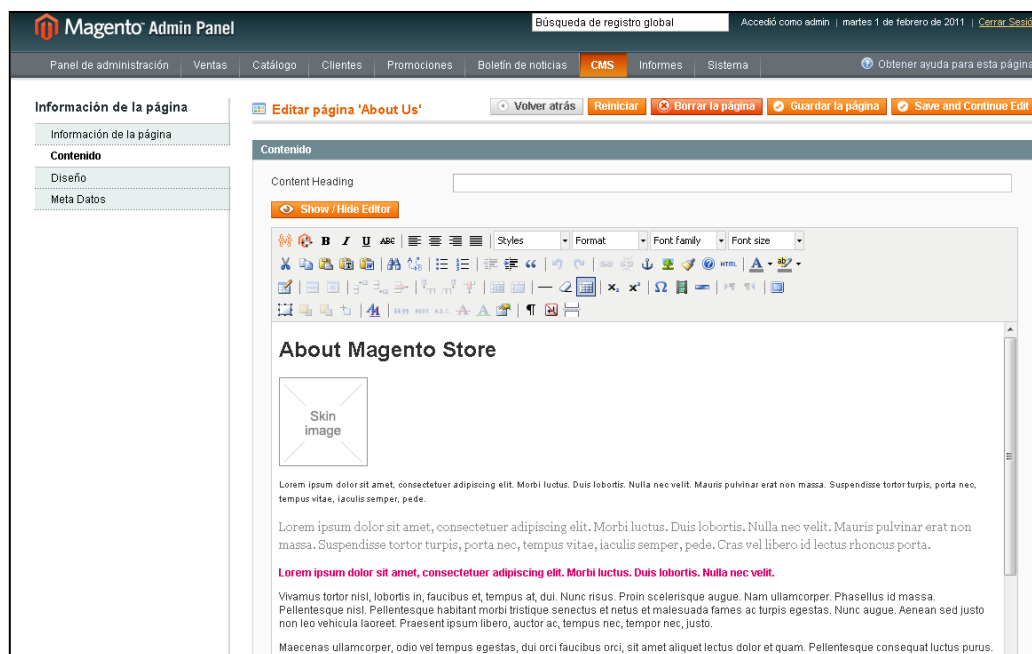 Magento Admin Panel
Búsqueda de registro global
Accedió como admin | martes 1 de febrero de 2011 | Cerrar Sesió
Panel de administración Ventas Catálogo Clientes Promociones Boletín de noticias CMS Informes Sistema Obtener ayuda para esta página
Información de la página
Información de la página
Contenido
Diseño
Meta Datos
Editar página 'About Us'
Volver atrás Reiniciar Borrar la página Guardar la página Save and Continue Edit
Contenido
Content Heading
Show / Hide Editor
B I U ABC Styles Format Font family Font size
HTML A ab
A
About Magento Store
Skin
image
Lorem ipsum dolor sit amet, consectetuer adipiscing elit. Morbi luctus. Duis lobortis. Nulla nec velit. Mauris pulvinar erat non massa. Suspendisse tortor turpis, porta nec,
tempus vitae, iaculis semper, pede.
Lorem ipsum dolor sit amet, consectetuer adipiscing elit. Morbi luctus. Duis lobortis. Nulla nec velit. Mauris pulvinar erat non
massa. Suspendisse tortor turpis, porta nec, tempus vitae, iaculis semper, pede. Cras vel libero id lectus rhoncus porta.
Lorem ipsum dolor sit amet, consectetuer adipiscing elit. Morbi luctus. Duis lobortis. Nulla nec velit.
Vivamus tortor nisl, lobortis in, faucibus et, tempus at, dui. Nunc risus. Proin scelerisque augue. Nam ullamcorper. Phasellus id massa.
Pellentesque nisl. Pellentesque habitant morbi tristique senectus et netus et malesuada fames ac turpis egestas. Nunc augue. Aenean sed justo
non leo vehicula laoreet. Praesent ipsum libero, auctor ac, tempus nec, tempor nec, justo.
Maecenas ullamcorper, odio vel tempus egestas, dui orci faucibus orci, sit amet aliquet lectus dolor et quam. Pellentesque consequat luctus purus.